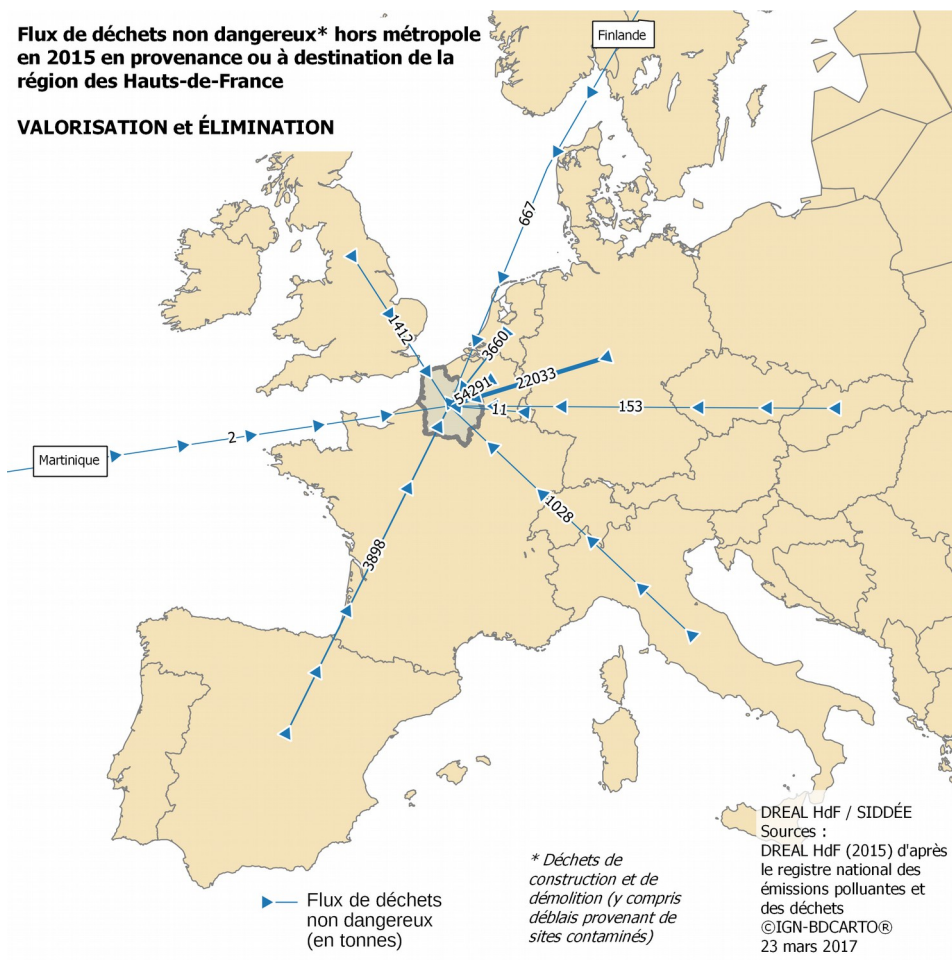 Flux de déchets non dangereux* hors métropole
en 2015 en provenance ou à destination de la
région des Hauts-de-France
VALORISATION et ÉLIMINATION
Finlande
667
1412
36601
54291
22033
11
153
2
Martinique
1028
3898
Flux de déchets
non dangereux
(en tonnes)
* Déchets de
construction et de
démolition (y compris
déblais provenant de
sites contaminés)
DREAL HdF / SIDDÉE
Sources :
DREAL HdF (2015) d'après
le registre national des
émissions polluantes et
des déchets
©IGN-BDCARTO®
23 mars 2017